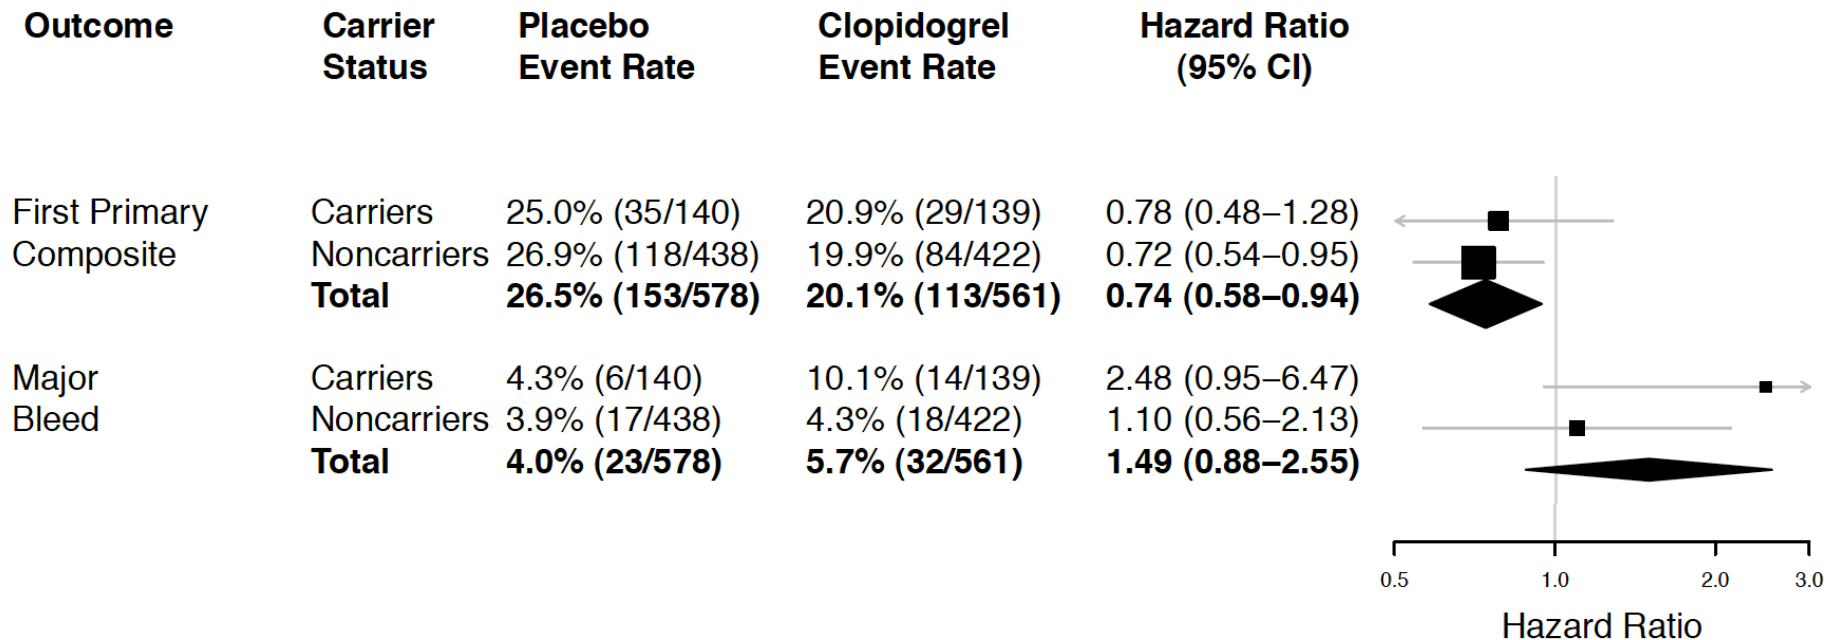 Outcome Carrier Placebo Clopidogrel Hazard Ratio
Status Event Rate Event Rate (95% CI)
First Primary Carriers 25.0% (35/140) 20.9% (29/139) 0.78 (0.48–1.28)
Composite Noncarriers 26.9% (118/438) 19.9% (84/422) 0.72 (0.54–0.95)
Total 26.5% (153/578) 20.1% (113/561) 0.74 (0.58–0.94)
Major Carriers 4.3% (6/140) 10.1% (14/139) 2.48 (0.95–6.47)
Bleed Noncarriers 3.9% (17/438) 4.3% (18/422) 1.10 (0.56–2.13)
Total 4.0% (23/578) 5.7% (32/561) 1.49 (0.88–2.55)
0.5 1.0 2.0 3.0
Hazard Ratio